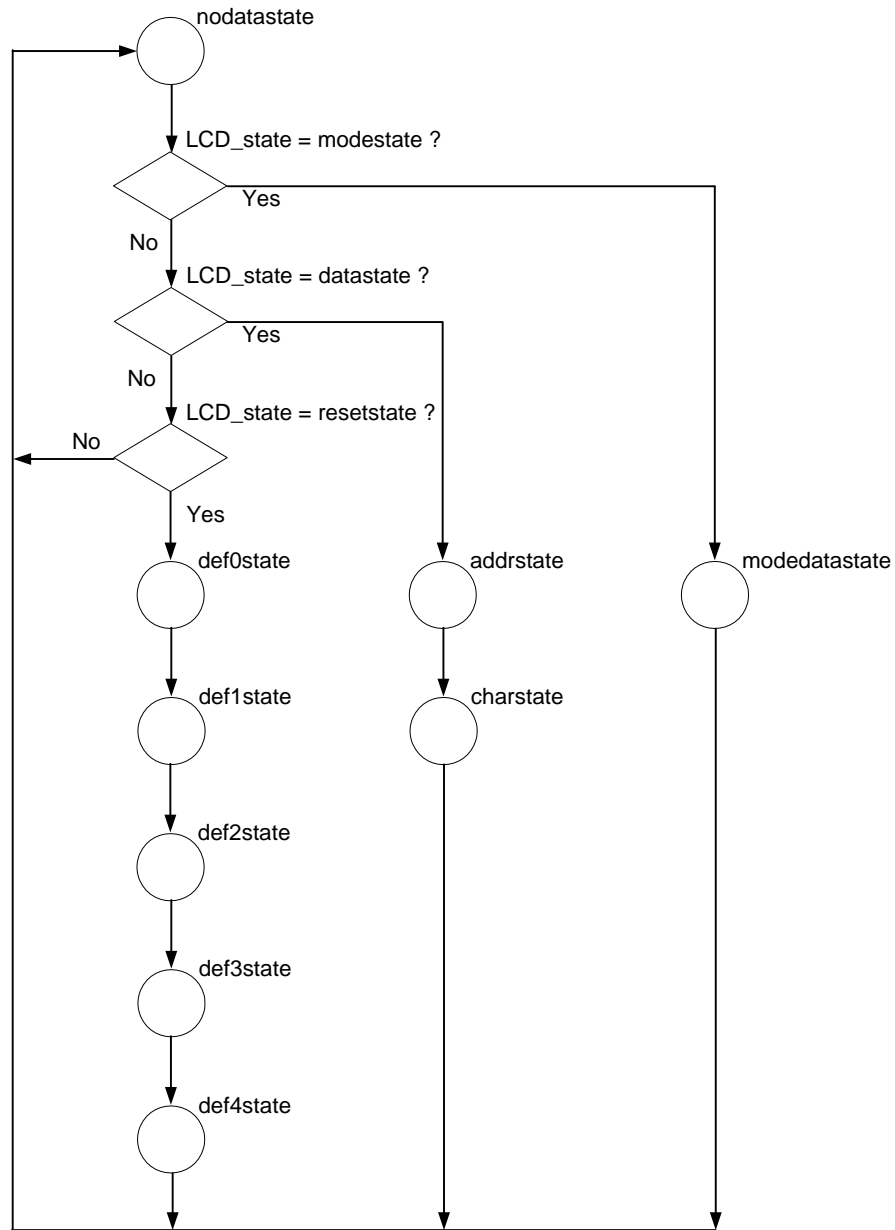 nodatastate
LCD_state = modestate ?
Yes
No
LCD_state = datastate ?
Yes
No
LCD_state = resetstate ?
No
Yes
def0state
addrstate
modedatastate
def1state
charstate
def2state
def3state
def4state